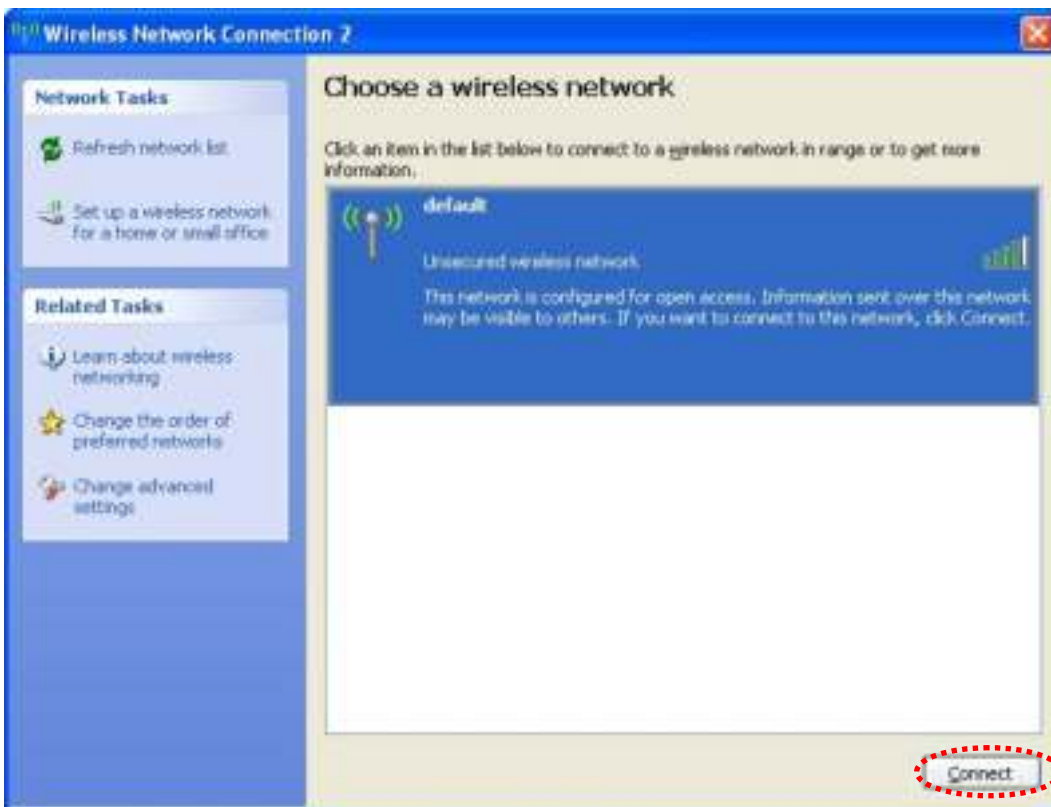 Wireless Network Connection 2
Network Tasks
Refresh network list
Set up a wireless network
for a home or small office
Related Tasks
Learn about wireless
networking
Change the order of
preferred networks
Change advanced
settings
Choose a wireless network
Click an item in the list below to connect to a wireless network in range or to get more
information.
default
Unsecured wireless network
This network is configured for open access. Information sent over this network
may be visible to others. If you want to connect to this network, click Connect.
Connect